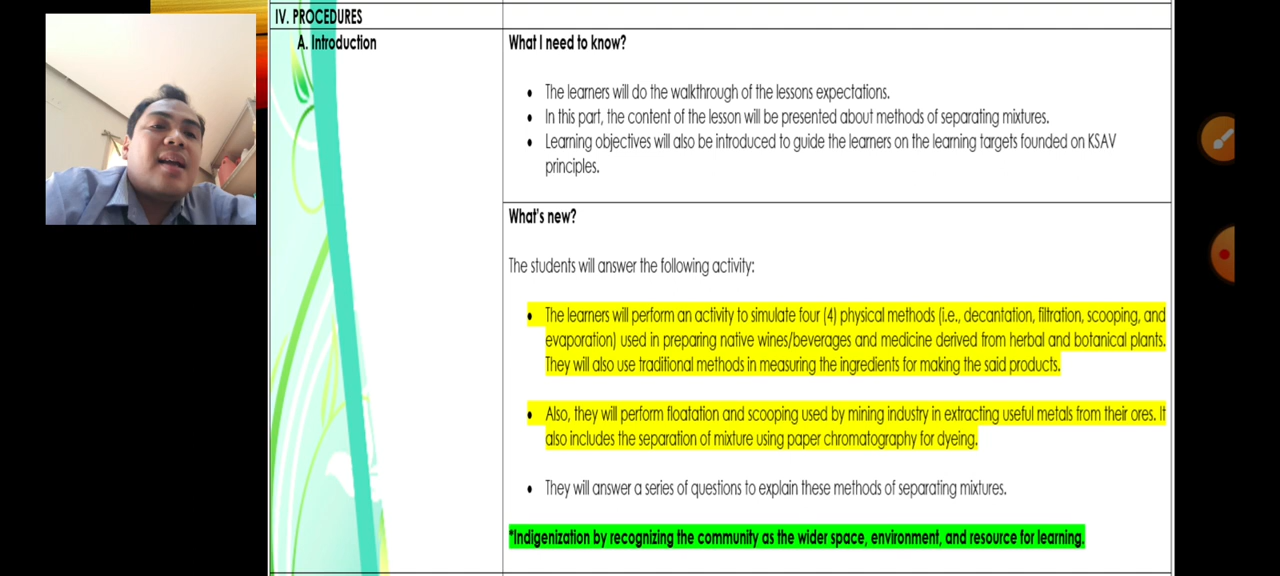 IV. PROCEDURES
A. Introduction
What I need to know?
• The learners will do the walkthrough of the lessons expectations.
• In this part, the content of the lesson will be presented about methods of separating mixtures.
• Learning objectives will also be introduced to guide the learners on the learning targets founded on KSAV
principles.
What's new?
The students will answer the following activity:
• The learners will perform an activity to simulate four (4) physical methods (i.e., decantation, filtration, scooping, and
evaporation) used in preparing native wines/beverages and medicine derived from herbal and botanical plants.
They will also use traditional methods in measuring the ingredients for making the said products.
• Also, they will perform floatation and scooping used by mining industry in extracting useful metals from their ores. It
also includes the separation of mixture using paper chromatography for dyeing.
• They will answer a series of questions to explain these methods of separating mixtures.
*Indigenization by recognizing the community as the wider space, environment, and resource for learning.